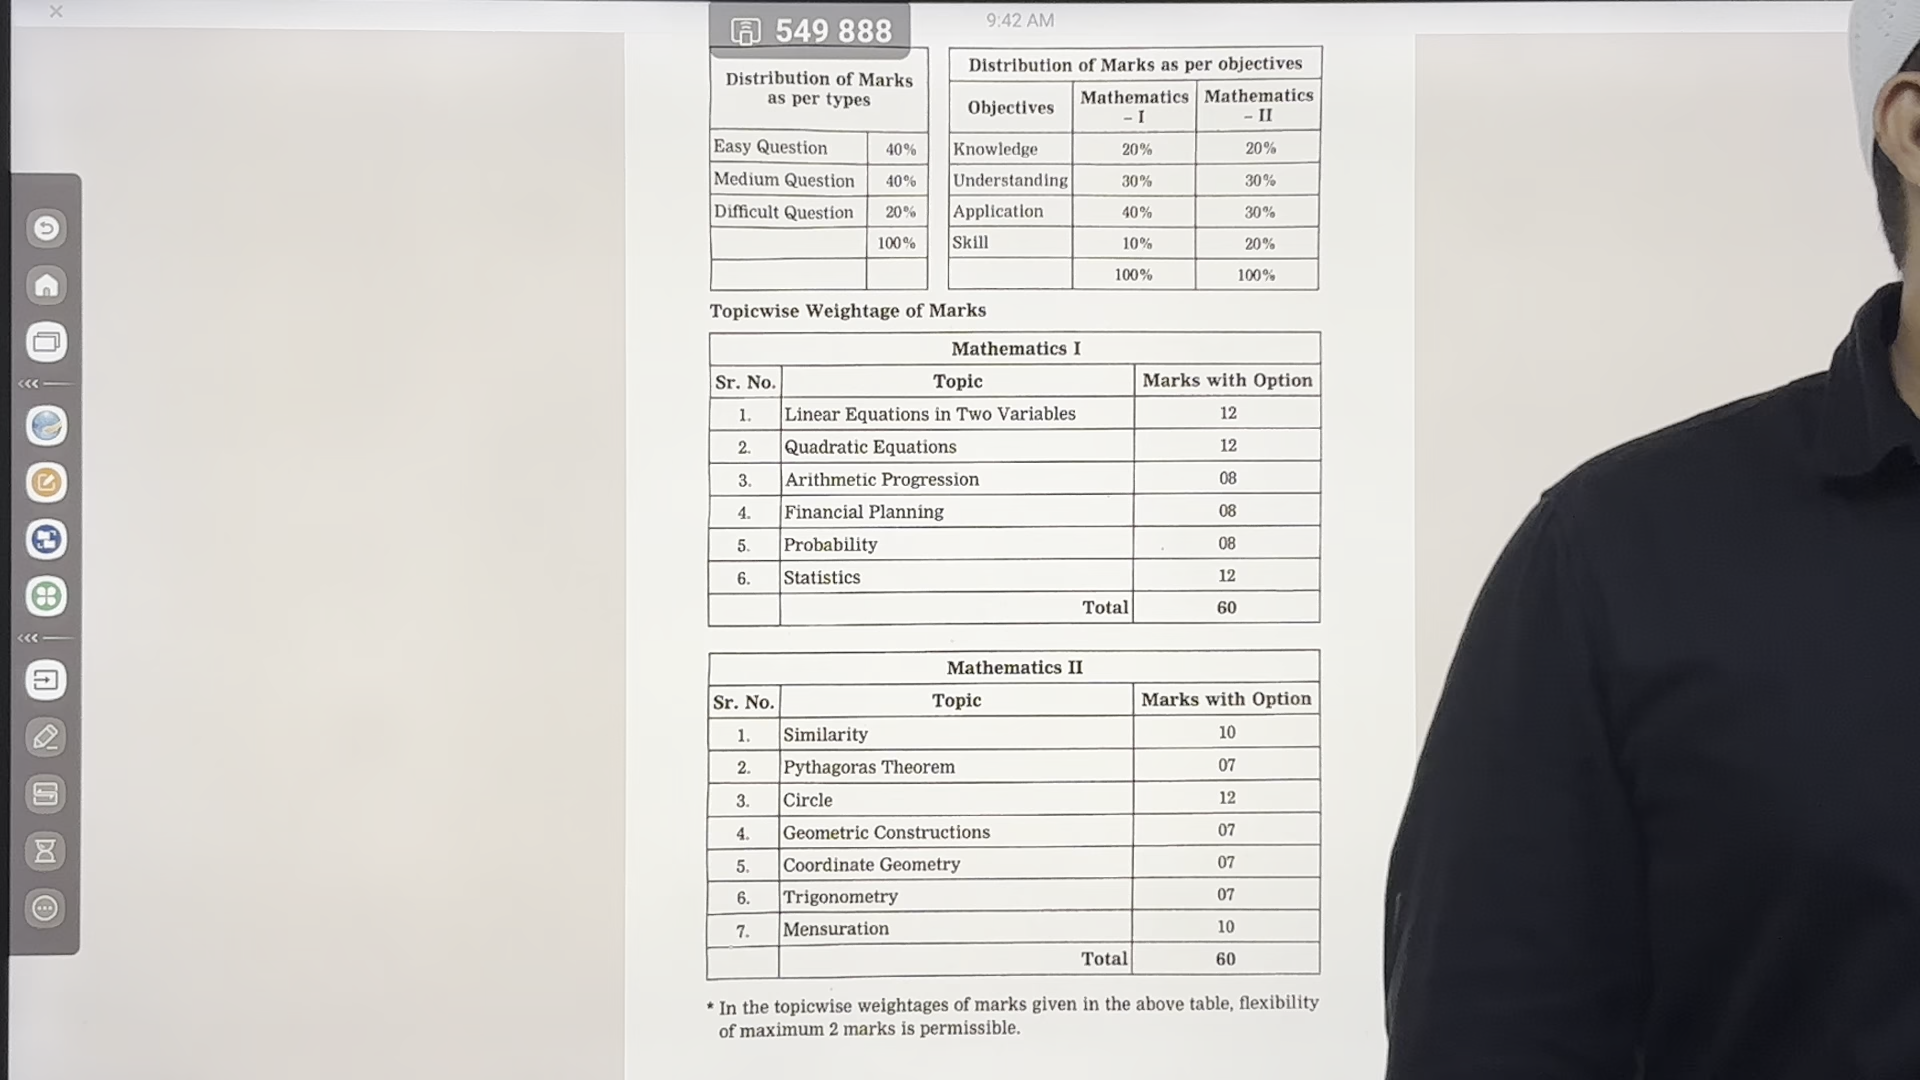 549 888
9:42 AM
Distribution of Marks
as per types
Easy Question 40%
Medium Question 40%
Difficult Question 20%
100%
Distribution of Marks as per objectives
Objectives Mathematics – I Mathematics – II
Knowledge 20% 20%
Understanding 30% 30%
Application 40% 30%
Skill 10% 20%
100% 100%
Topicwise Weightage of Marks
Mathematics I
Sr. No. Topic Marks with Option
1. Linear Equations in Two Variables 12
2. Quadratic Equations 12
3. Arithmetic Progression 08
4. Financial Planning 08
5. Probability 08
6. Statistics 12
Total 60
Mathematics II
Sr. No. Topic Marks with Option
1. Similarity 10
2. Pythagoras Theorem 07
3. Circle 12
4. Geometric Constructions 07
5. Coordinate Geometry 07
6. Trigonometry 07
7. Mensuration 10
Total 60
* In the topicwise weightages of marks given in the above table, flexibility
of maximum 2 marks is permissible.